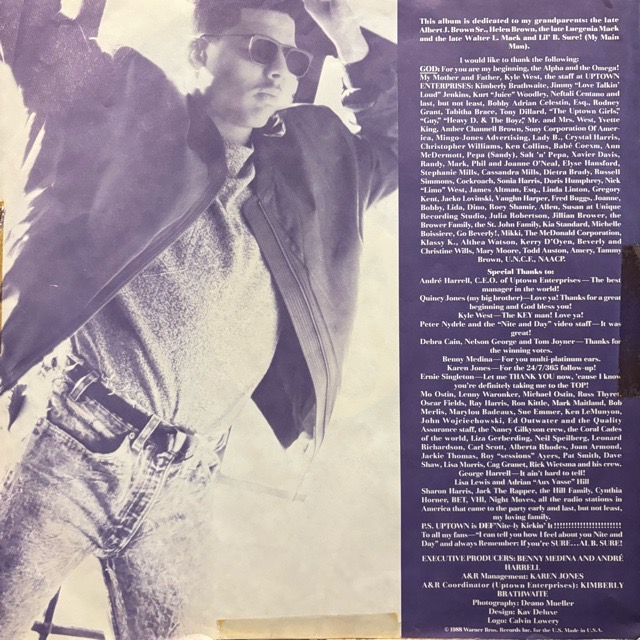 This album is dedicated to my grandparents: the late
Albert J. Brown Sr., Helen Brown, the late Luegenia Mack
and the late Walter L. Mack and Lil' B. Sure! (My Main
Man).
I would like to thank the following:
GOD: For you are my beginning, the Alpha and the Omega!
My Mother and Father, Kyle West, the staff at UPTOWN
ENTERPRISES: Kimberly Brathwaite, Jimmy "Love Talkin'
Loud" Jenkins, Kurt "Juice" Woodley, Neftali Centano and
last, but not least, Bobby Adrian Celestin, Esq., Rodney
Grant, Tabitha Brace, Tony Dillard, "The Uptown Girls,"
"Guy," "Heavy D. & The Boyz," Mr. and Mrs. West, Yvette
King, Amber Channell Brown, Sony Corporation Of Amer-
ica, Mingo Jones Advertising, Lady B., Crystal Harris,
Christopher Williams, Ken Collins, Babé Coexm, Ann
McDermott, Pepa (Sandy), Salt 'n' Pepa, Xavier Davis,
Randy, Mark, Phil and Joanne O'Neal, Elyse Hansford,
Stephanie Mills, Cassandra Mills, Dietra Brady, Russell
Simmons, Cockroach, Sonia Harris, Doris Humphrey, Nick
"Limo" West, James Altman, Esq., Linda Linton, Gregory
Kent, Jacko Lovinski, Vaughn Harper, Fred Buggs, Joanne,
Bobby, Lida, Dino, Roey Shamir, Allen, Susan at Unique
Recording Studio, Julia Robertson, Jillian Brower, the
Brower Family, the St. John Family, Kia Standard, Michelle
Boissiere, Go Beverly!, Mikki, The McDonald Corporation,
Klassy K., Althea Watson, Kerry D'Oyen, Beverly and
Christine Wills, Mary Moore, Todd Auston, Amery, Tammy
Brown, U.N.C.F., NAACP.
Special Thanks to:
André Harrell, C.E.O. of Uptown Enterprises—The best
manager in the world!
Quincy Jones (my big brother)—Love ya! Thanks for a great
beginning and God bless you!
Kyle West—The KEY man! Love ya!
Peter Nydrle and the "Nite and Day" video staff—It was
great!
Debra Cain, Nelson George and Tom Joyner—Thanks for
the winning votes.
Benny Medina—For you multi-platinum ears.
Karen Jones—For the 24/7/365 follow-up!
Ernie Singleton—Let me THANK YOU now, 'cause I know
you're definitely taking me to the TOP!
Mo Ostin, Lenny Waronker, Michael Ostin, Russ Thyret,
Oscar Fields, Ray Harris, Ron Kittle, Mark Maitland, Bob
Merlis, Marylou Badeaux, Sue Emmer, Ken LeMunyon,
John Wojciechowski, Ed Outwater and the Quality
Assurance staff, the Nancy Gilkyson crew, the Coral Cades
of the world, Liza Gerberding, Neil Speilberg, Leonard
Richardson, Carl Scott, Alberta Rhodes, Joan Armond,
Jackie Thomas, Roy "sessions" Ayers, Pat Smith, Dave
Shaw, Lisa Morris, Cag Granet, Rick Wietsma and his crew.
George Harrell—It ain't hard to tell!
Lisa Lewis and Adrian "Anx Vasse" Hill
Sharon Harris, Jack The Rapper, the Hill Family, Cynthia
Horner, BET, VHI, Night Moves, all the radio stations in
America that came to the party early and last, but not least,
my loving family.
P.S. UPTOWN is DEF'Nite-ly Kickin' It !!!!!!!!!!!!!!!!!!!!!!!!
To all my fans—"I can tell you how I feel about you Nite and
Day" and always Remember: If you're SURE...AL B. SURE!
EXECUTIVE PRODUCERS: BENNY MEDINA AND ANDRÉ
HARRELL
A&R Management: KAREN JONES
A&R Coordinator (Uptown Enterprises): KIMBERLY
BRATHWAITE
Photography: Deano Mueller
Design: Kav Deluxe
Logo: Calvin Lowery
© 1988 Warner Bros. Records Inc. for the U.S. Made in U.S.A.